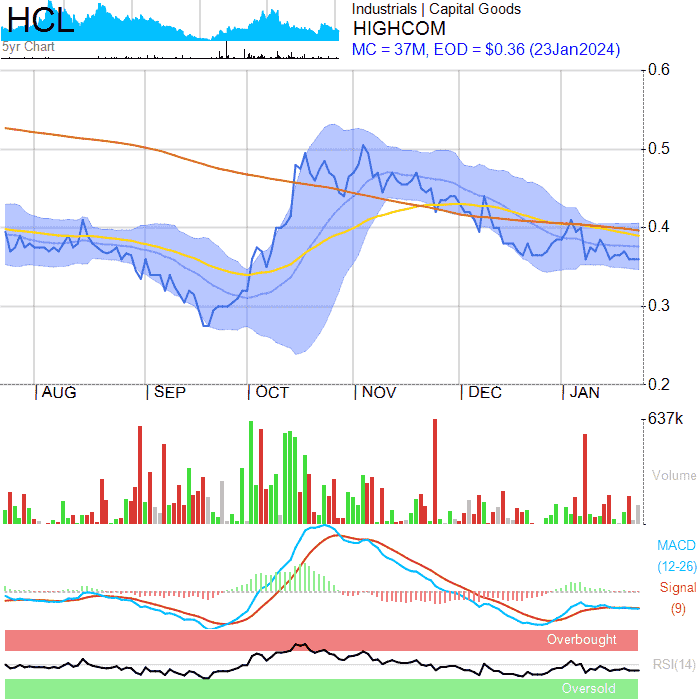 HCL
5yr Chart
Industrials | Capital Goods
HIGHCOM
MC = 37M, EOD = $0.36 (23Jan2024)
0.6
0.5
0.4
0.3
0.2
| AUG | SEP | OCT | NOV | DEC | JAN
637k
Volume
MACD
(12-26)
Signal
(9)
Overbought
RSI(14)
Oversold